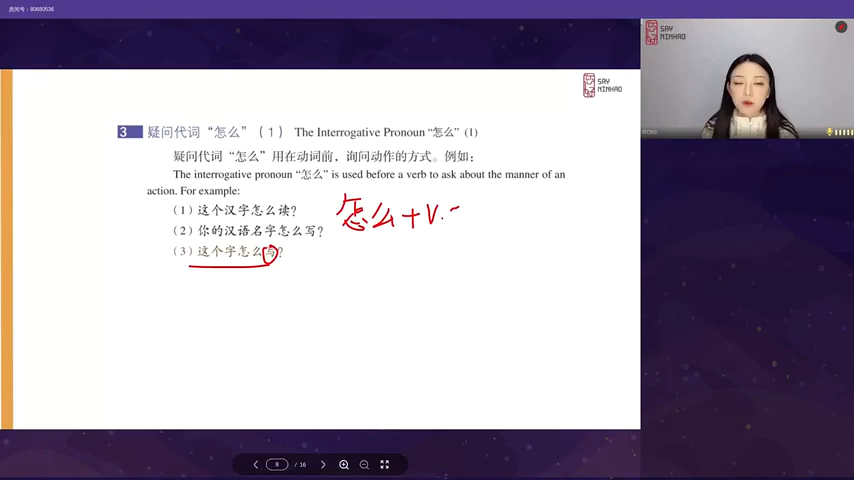 房间号: 80680536
SAY
NINHAO
SAY
NINHAO
3 疑问代词“怎么”（1） The Interrogative Pronoun “怎么” (1)
疑问代词“怎么”用在动词前，询问动作的方式。例如：
The interrogative pronoun “怎么” is used before a verb to ask about the manner of an
action. For example:
（1）这个汉字怎么读？
（2）你的汉语名字怎么写？
（3）这个字怎么写？
怎么+V.
8 / 16